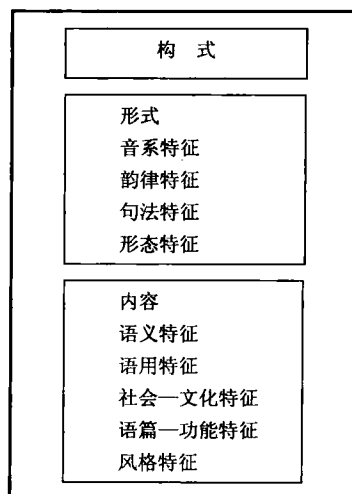 构 式
形式
音系特征
韵律特征
句法特征
形态特征
内容
语义特征
语用特征
社会—文化特征
语篇—功能特征
风格特征